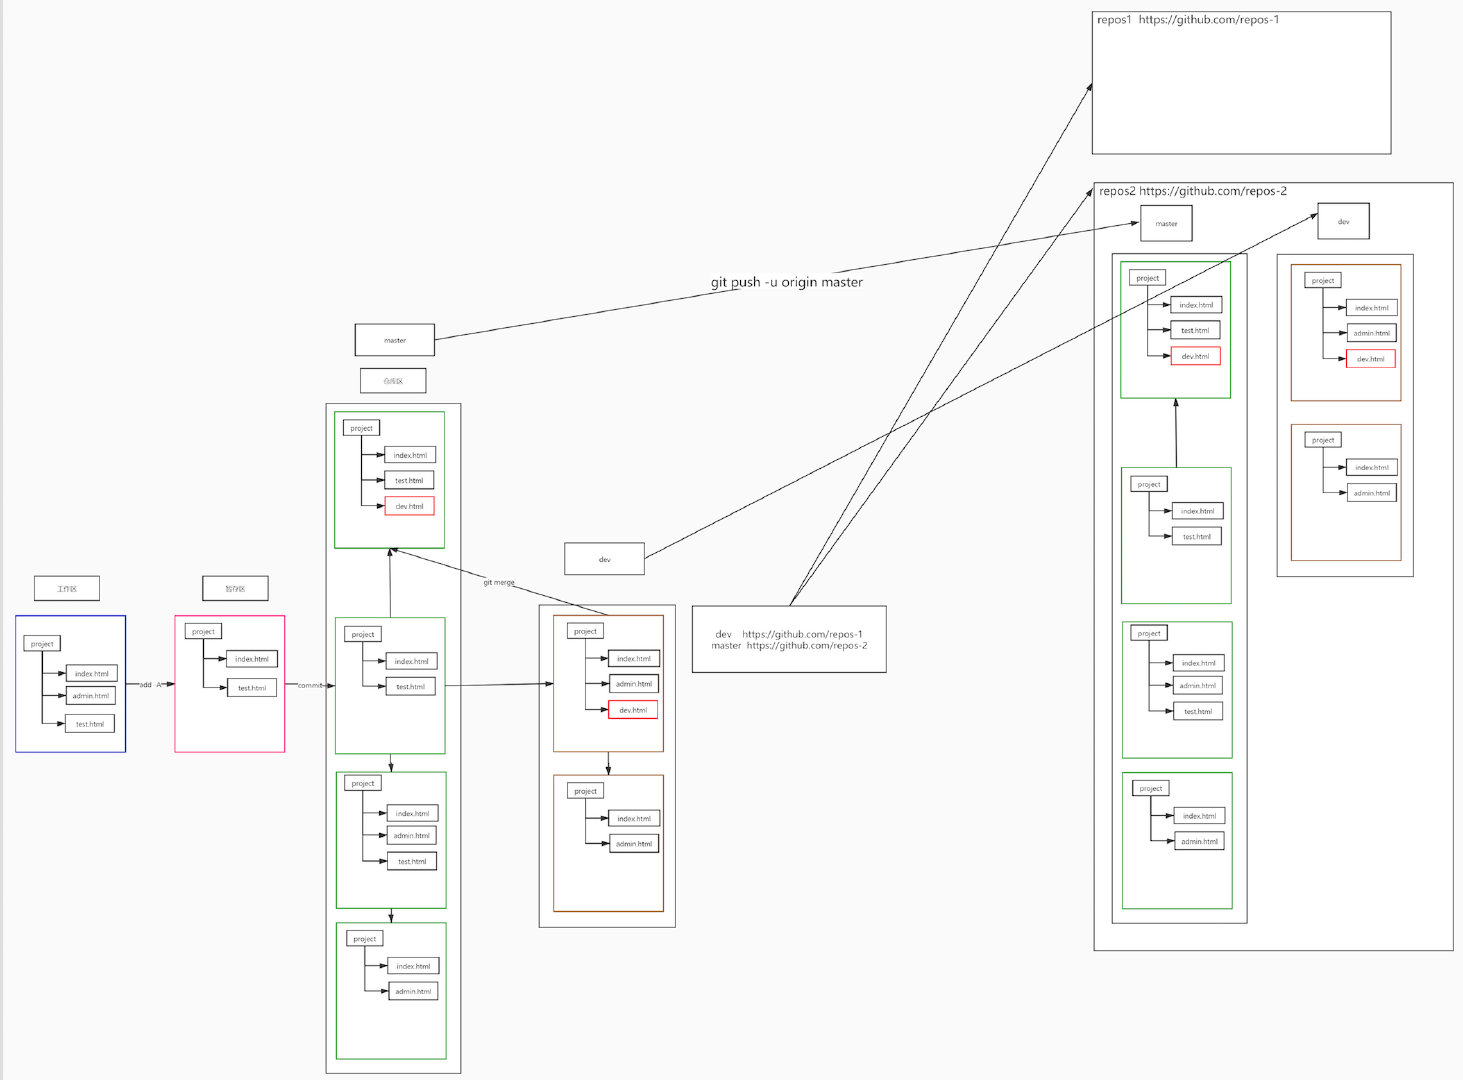 repos1 https://github.com/repos-1
repos2 https://github.com/repos-2
master
dev
project
index.html
test.html
dev.html
project
index.html
admin.html
dev.html
git push -u origin master
master
仓库区
project
index.html
test.html
dev.html
project
index.html
admin.html
project
index.html
test.html
dev
git merge
工作区
暂存区
project
index.html
admin.html
test.html
add -A
project
index.html
test.html
commit
project
index.html
test.html
project
index.html
admin.html
dev.html
dev https://github.com/repos-1
master https://github.com/repos-2
project
index.html
admin.html
test.html
project
index.html
admin.html
test.html
project
index.html
admin.html
project
index.html
admin.html
project
index.html
admin.html